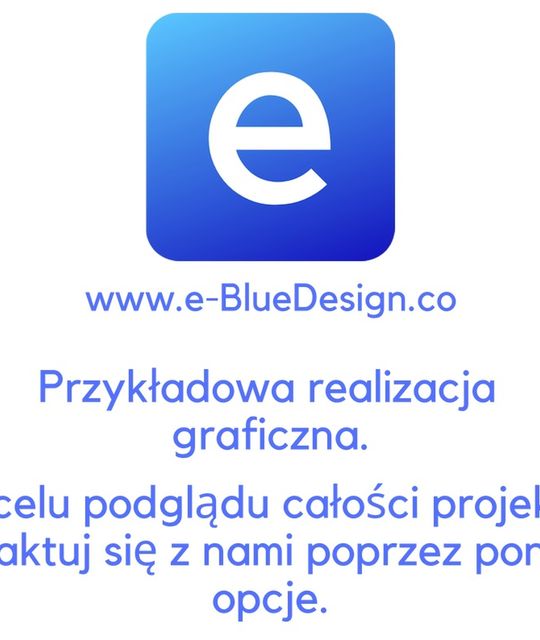 e
www.e-BlueDesign.co
Przykładowa realizacja
graficzna.
celu podglądu całości
się z nami poprzez
opcje.